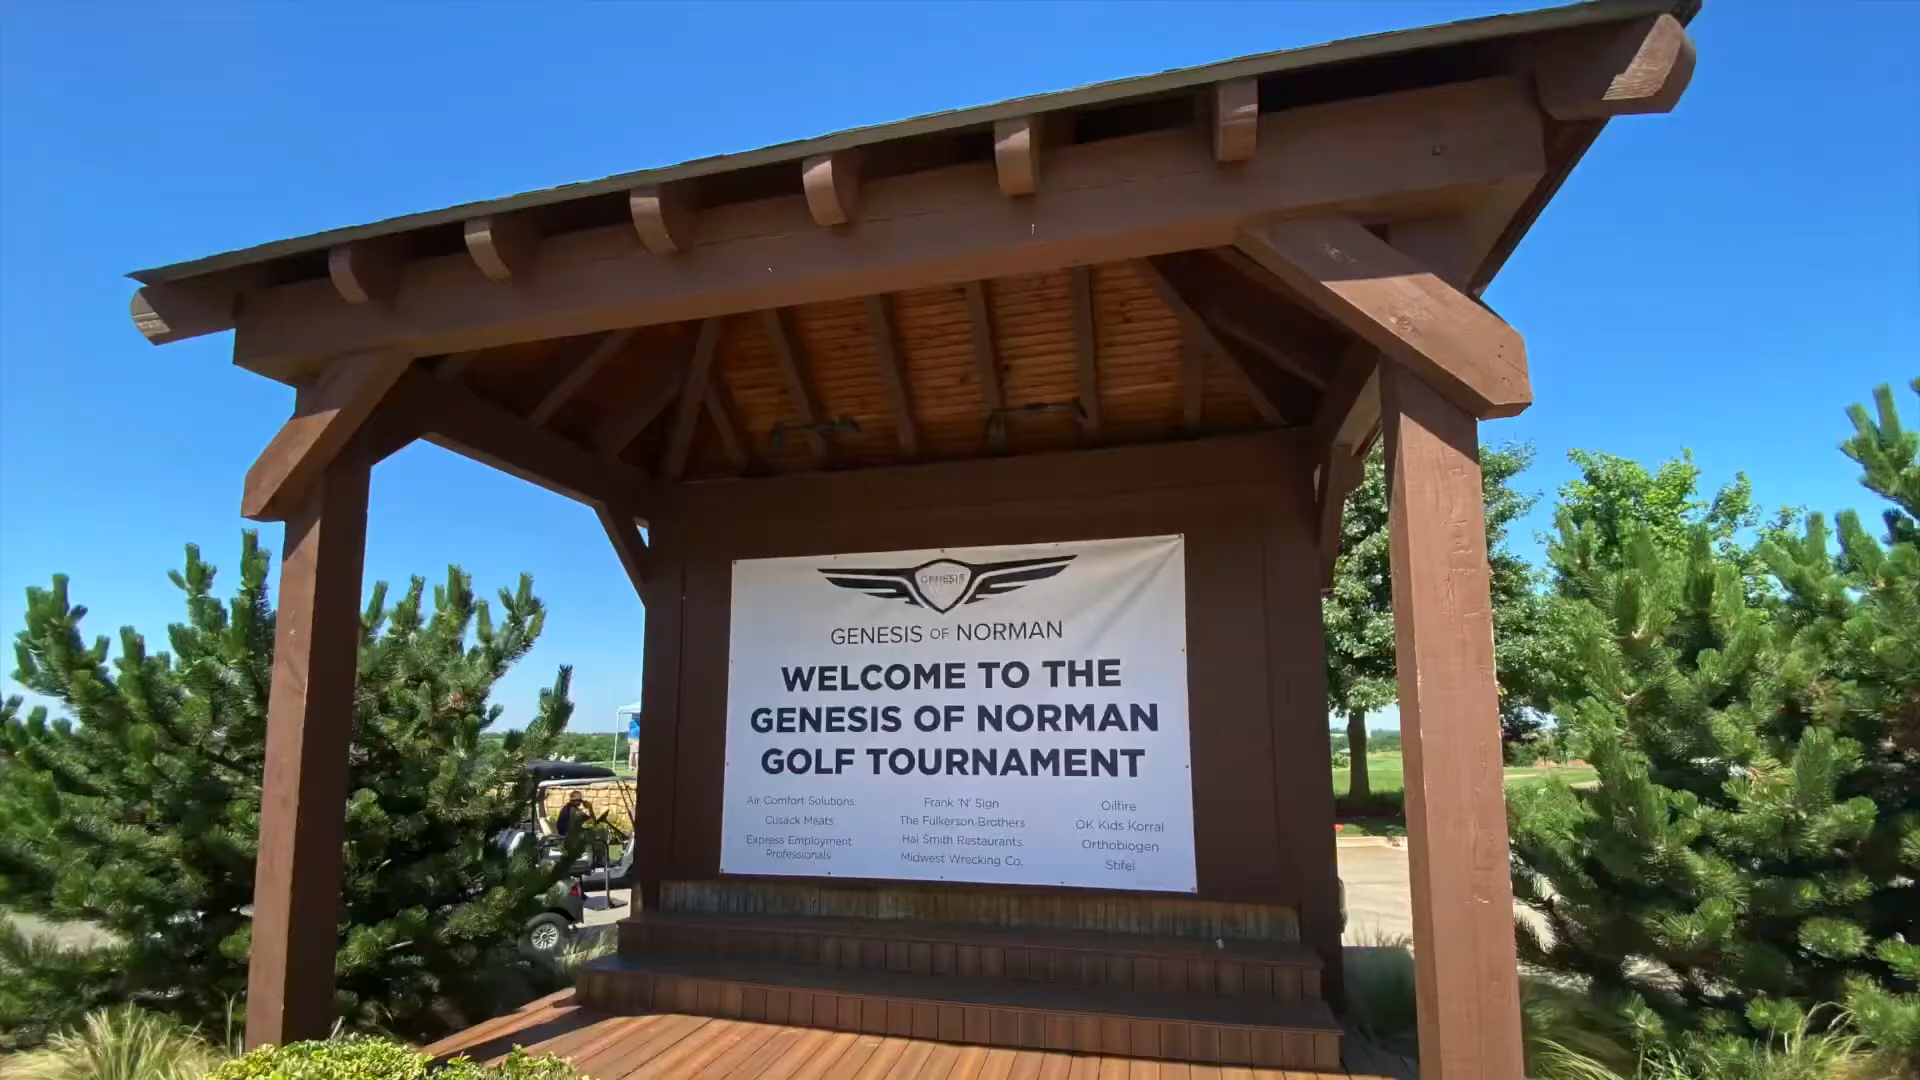 GENESIS
GENESIS OF NORMAN
WELCOME TO THE
GENESIS OF NORMAN
GOLF TOURNAMENT
Air Comfort Solutions
Cusack Meats
Express Employment
Professionals
Frank 'N' Sign
The Fulkerson Brothers
Hal Smith Restaurants
Midwest Wrecking Co.
Oilfire
OK Kids Korral
Orthobiogen
Stifel